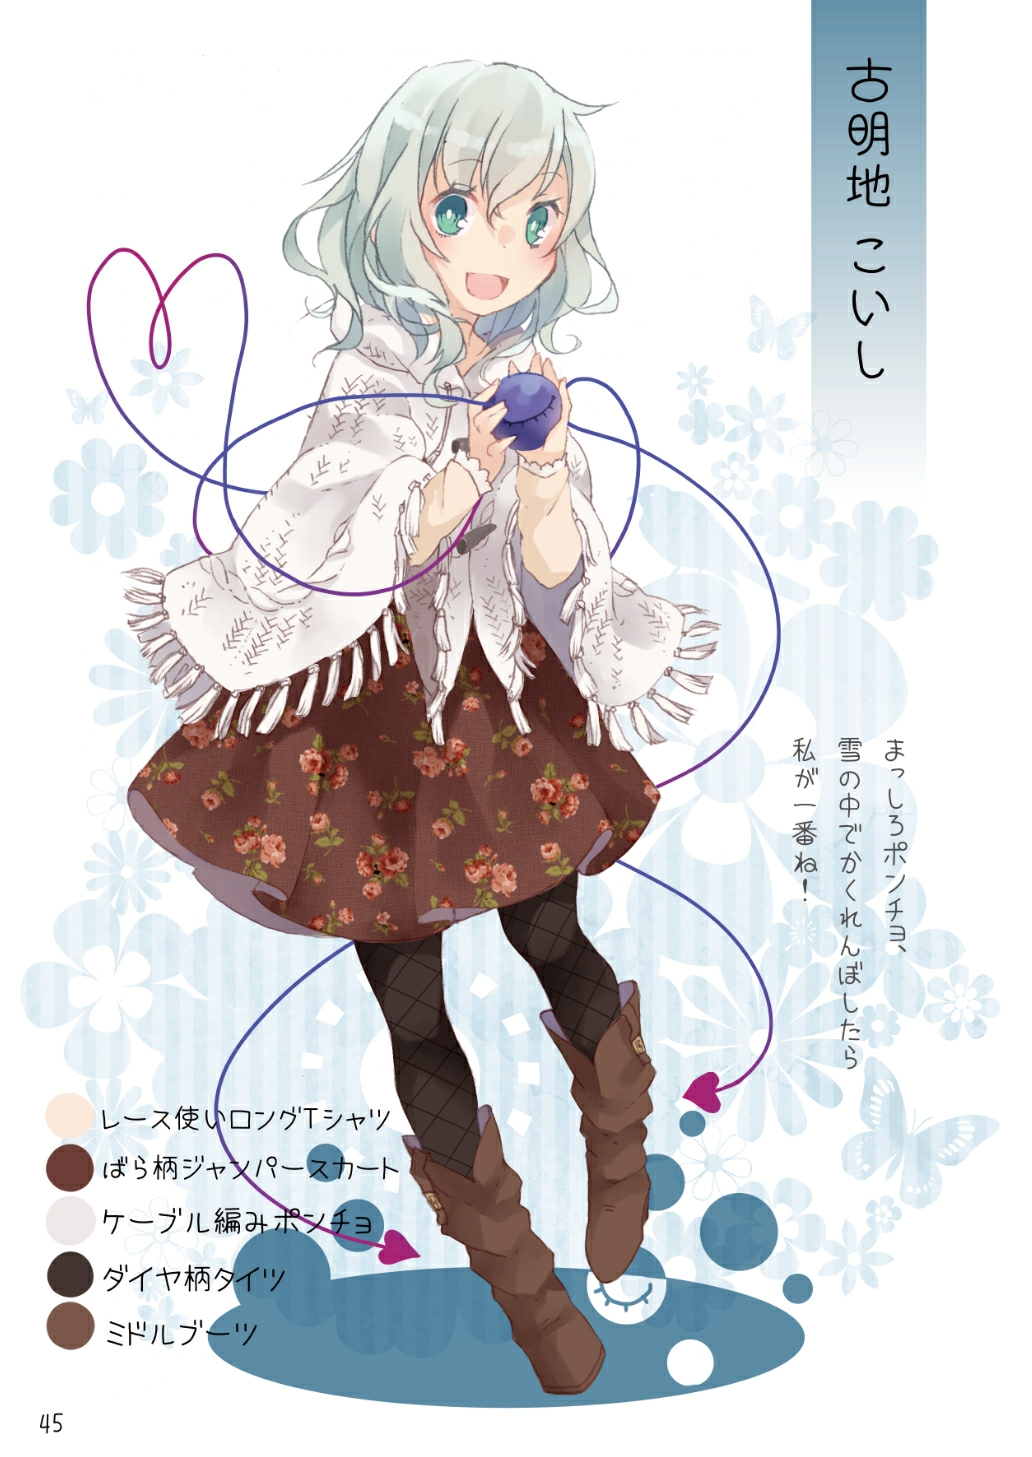 古明地 こいし
まっしろポンチョ、
雪の中でかくれんぼしたら
私が一番ね！
レース使いロングTシャツ
ばら柄ジャンパースカート
ケーブル編みポンチョ
ダイヤ柄タイツ
ミドルブーツ
45